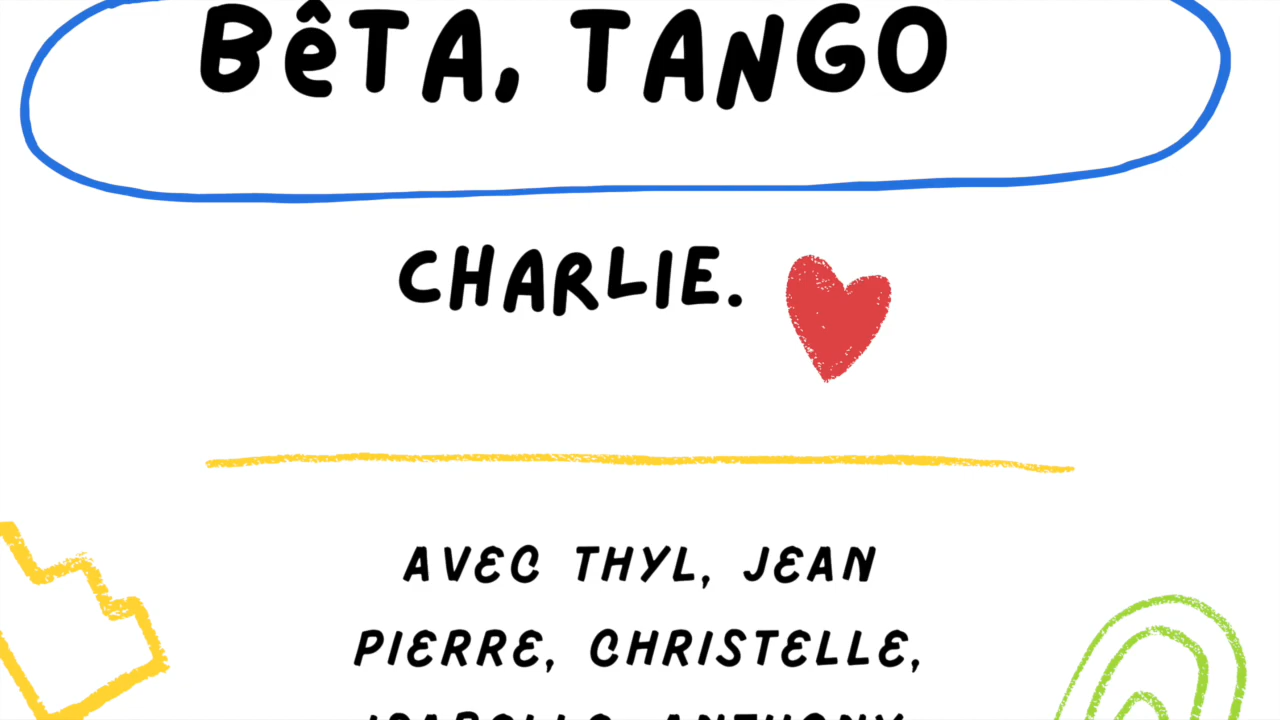 BêTA, TANGO
CHARLIE.
AVEC THYL, JEAN
PIERRE, CHRISTELLE,